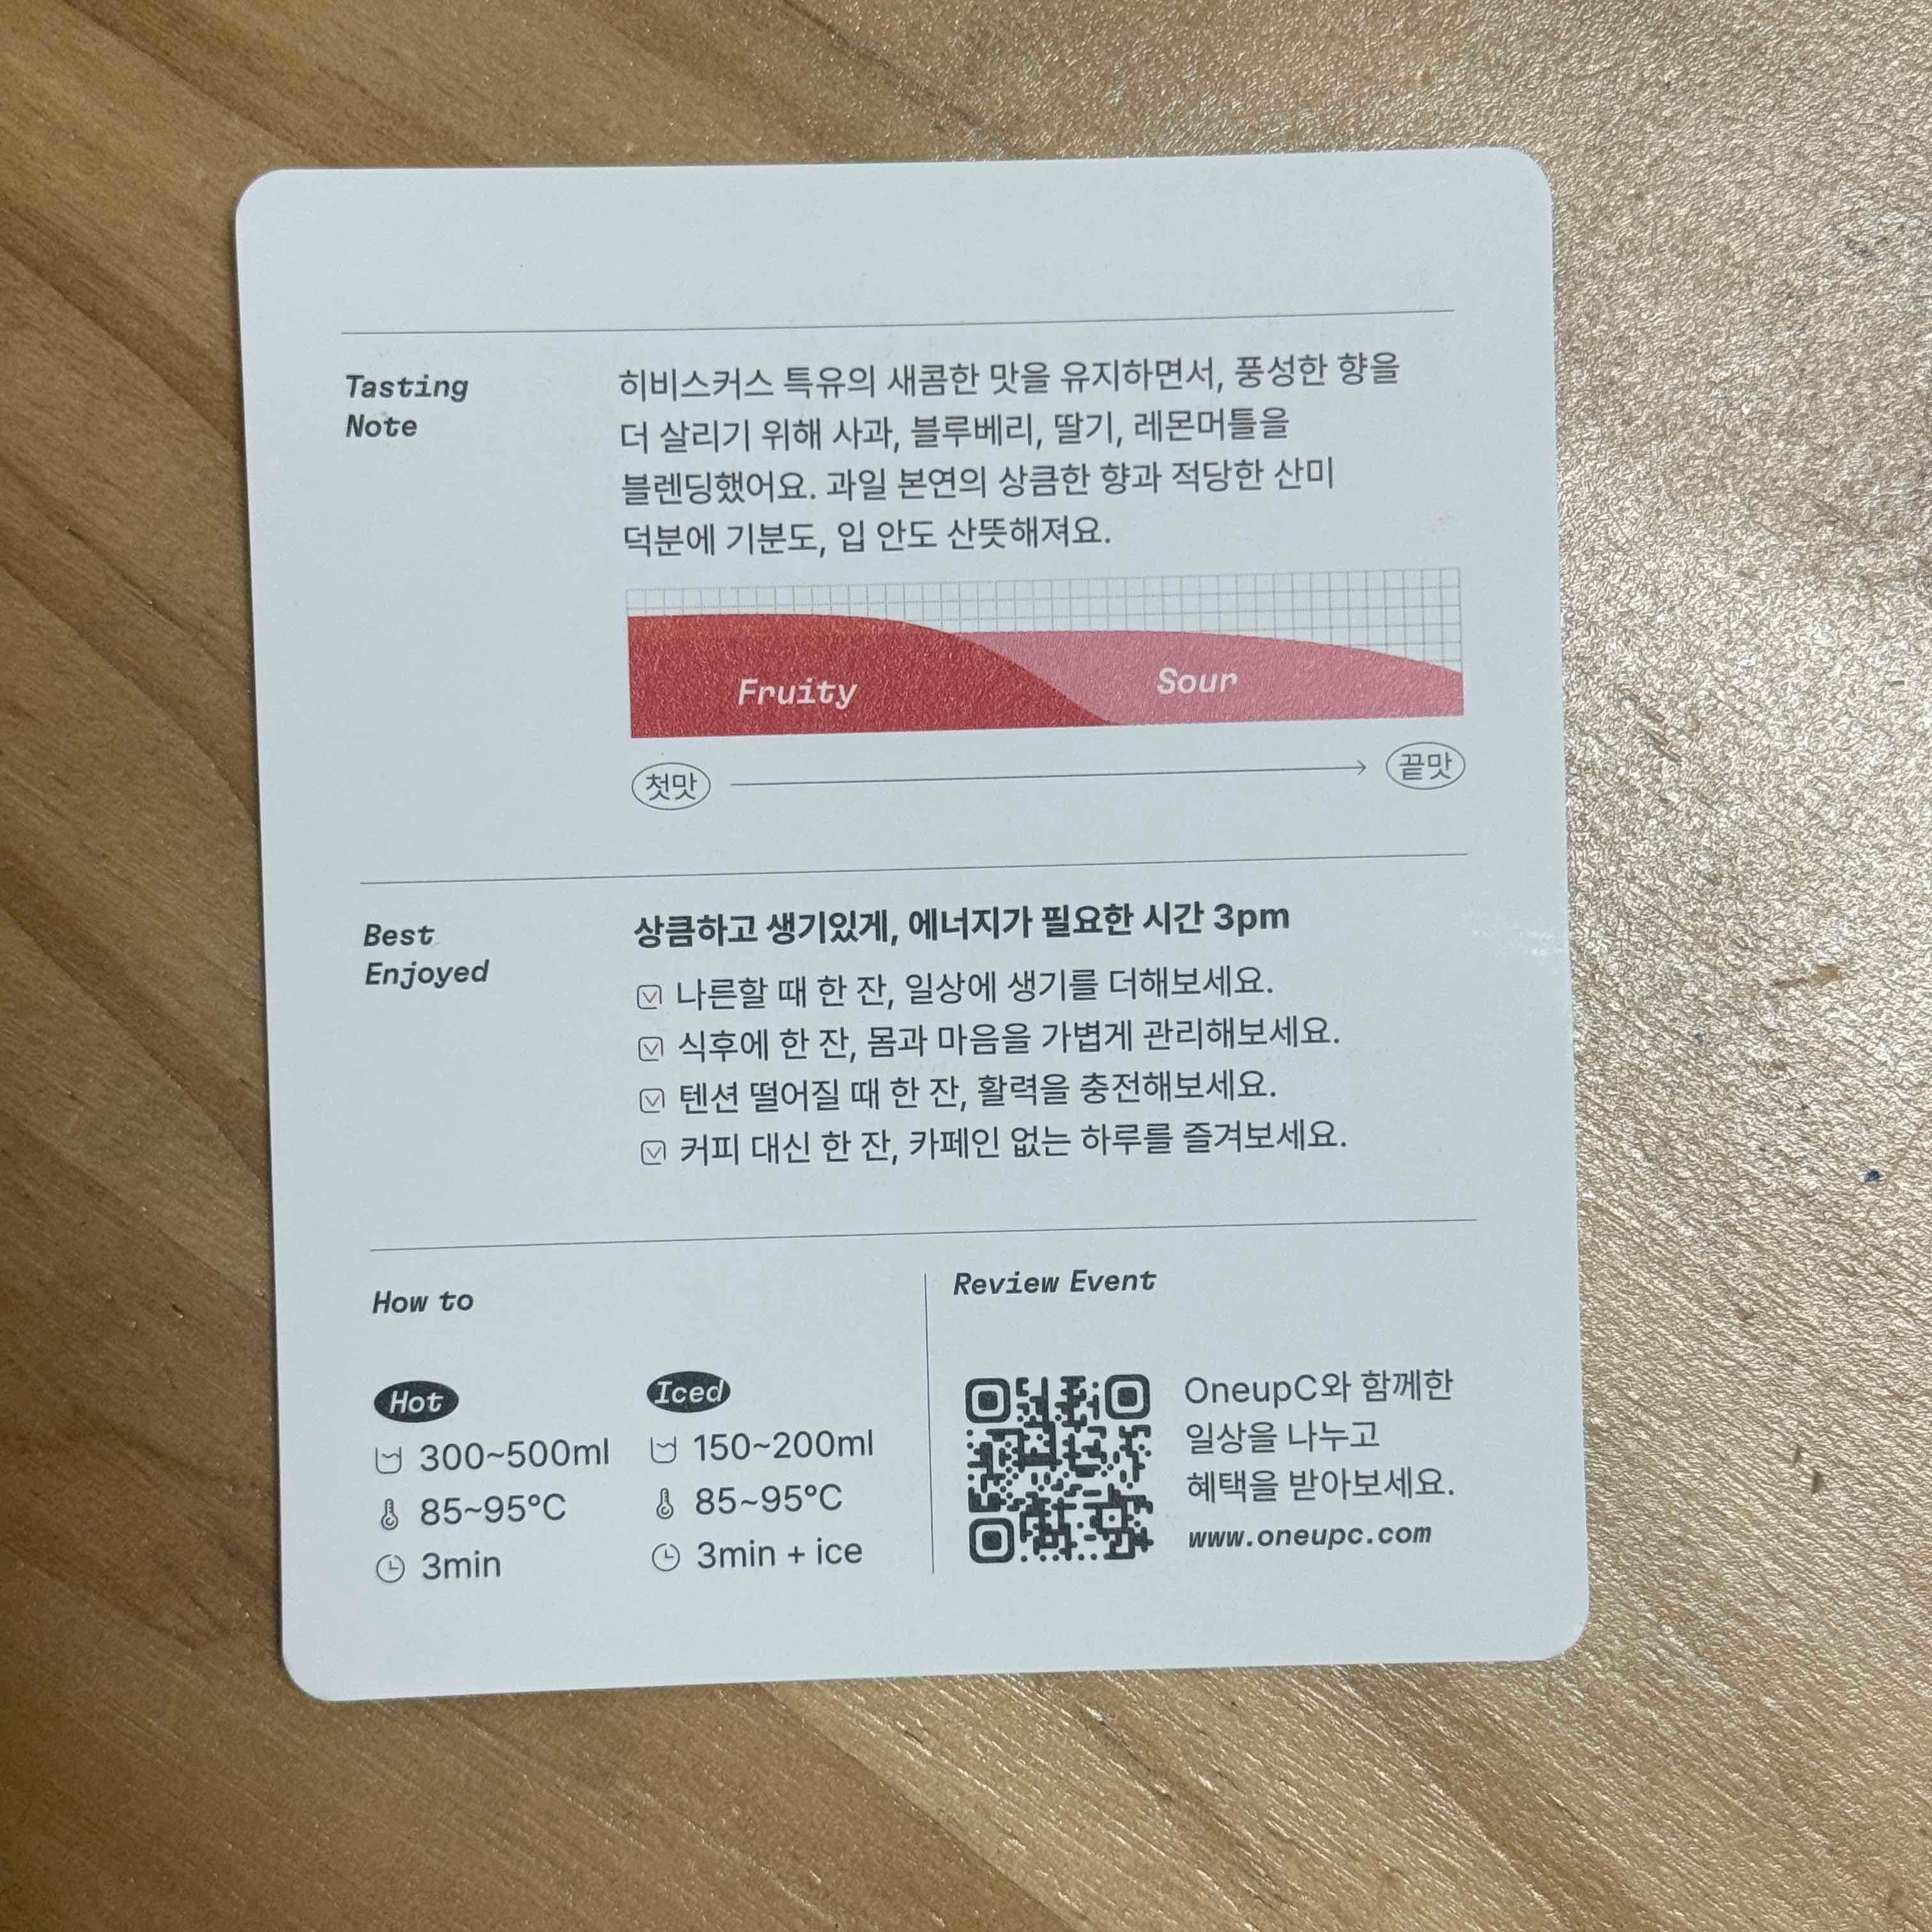 Tasting
Note
히비스커스 특유의 새콤한 맛을 유지하면서, 풍성한 향을
더 살리기 위해 사과, 블루베리, 딸기, 레몬머틀을
블렌딩했어요. 과일 본연의 상큼한 향과 적당한 산미
덕분에 기분도, 입 안도 산뜻해져요.
Fruity
Sour
첫맛
끝맛
Best
Enjoyed
상큼하고 생기있게, 에너지가 필요한 시간 3pm
나른할 때 한 잔, 일상에 생기를 더해보세요.
식후에 한 잔, 몸과 마음을 가볍게 관리해보세요.
텐션 떨어질 때 한 잔, 활력을 충전해보세요.
커피 대신 한 잔, 카페인 없는 하루를 즐겨보세요.
How to
Hot
300~500ml
85~95°C
3min
Iced
150~200ml
85~95°C
3min + ice
Review Event
OneupC와 함께한
일상을 나누고
혜택을 받아보세요.
www.oneupc.com